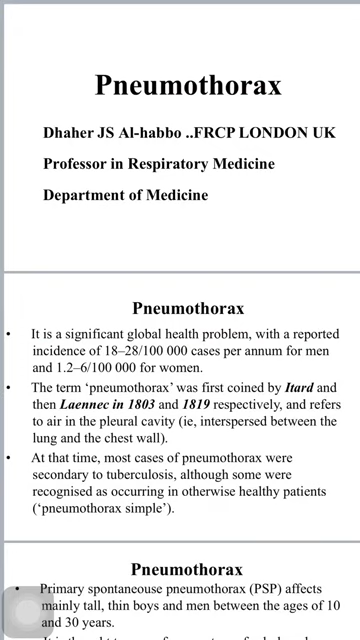 Pneumothorax
Dhaher JS Al-habbo ..FRCP LONDON UK
Professor in Respiratory Medicine
Department of Medicine
Pneumothorax
• It is a significant global health problem, with a reported
incidence of 18–28/100 000 cases per annum for men
and 1.2–6/100 000 for women.
• The term ‘pneumothorax’ was first coined by Itard and
then Laennec in 1803 and 1819 respectively, and refers
to air in the pleural cavity (ie, interspersed between the
lung and the chest wall).
• At that time, most cases of pneumothorax were
secondary to tuberculosis, although some were
recognised as occurring in otherwise healthy patients
(‘pneumothorax simple’).
Pneumothorax
• Primary spontaneouse pneumothorax (PSP) affects
mainly tall, thin boys and men between the ages of 10
and 30 years.